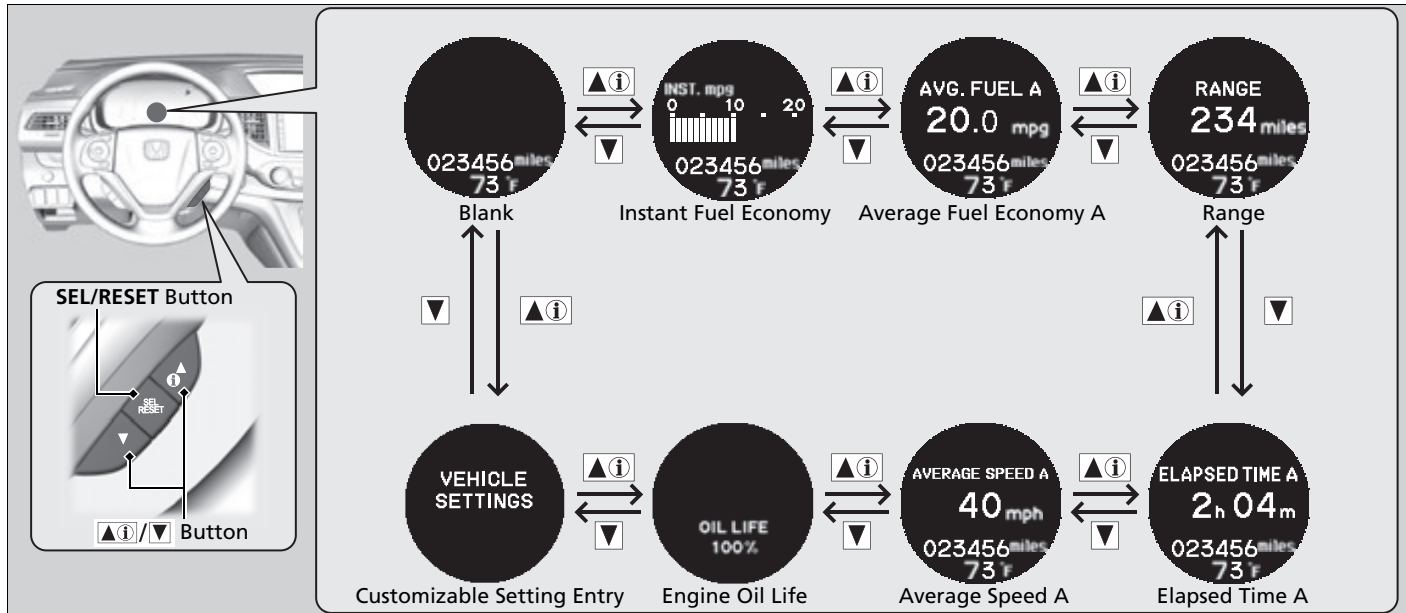 INST. mpg
0 10 20
023456 miles
73 °F
023456 miles
73 °F
AVG. FUEL A
20.0 mpg
023456 miles
73 °F
RANGE
234 miles
023456 miles
73 °F
Blank
Instant Fuel Economy
Average Fuel Economy A
Range
SEL/RESET Button
SEL
RESET
i
▲ i / ▼ Button
▲ i
▼
▲ i
▼
▲ i
▼
▼
▲ i
▲ i
▼
VEHICLE
SETTINGS
▲ i
▼
OIL LIFE
100%
▲ i
▼
AVERAGE SPEED A
40 mph
023456 miles
73 °F
▲ i
▼
ELAPSED TIME A
2h 04m
023456 miles
73 °F
Customizable Setting Entry
Engine Oil Life
Average Speed A
Elapsed Time A